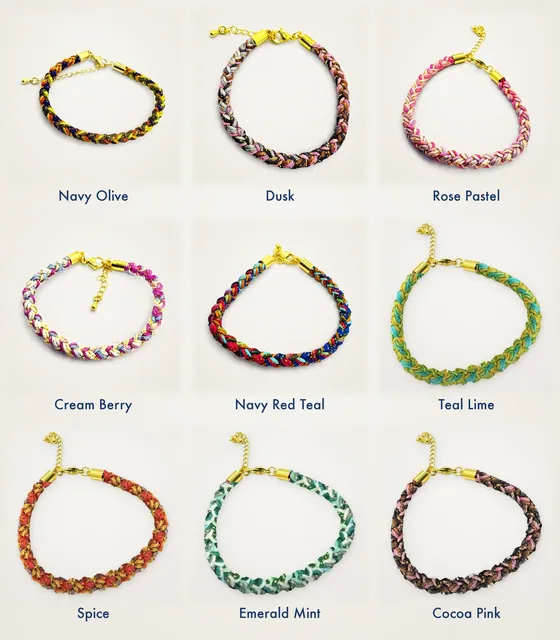 Navy Olive
Dusk
Rose Pastel
Cream Berry
Navy Red Teal
Teal Lime
Spice
Emerald Mint
Cocoa Pink